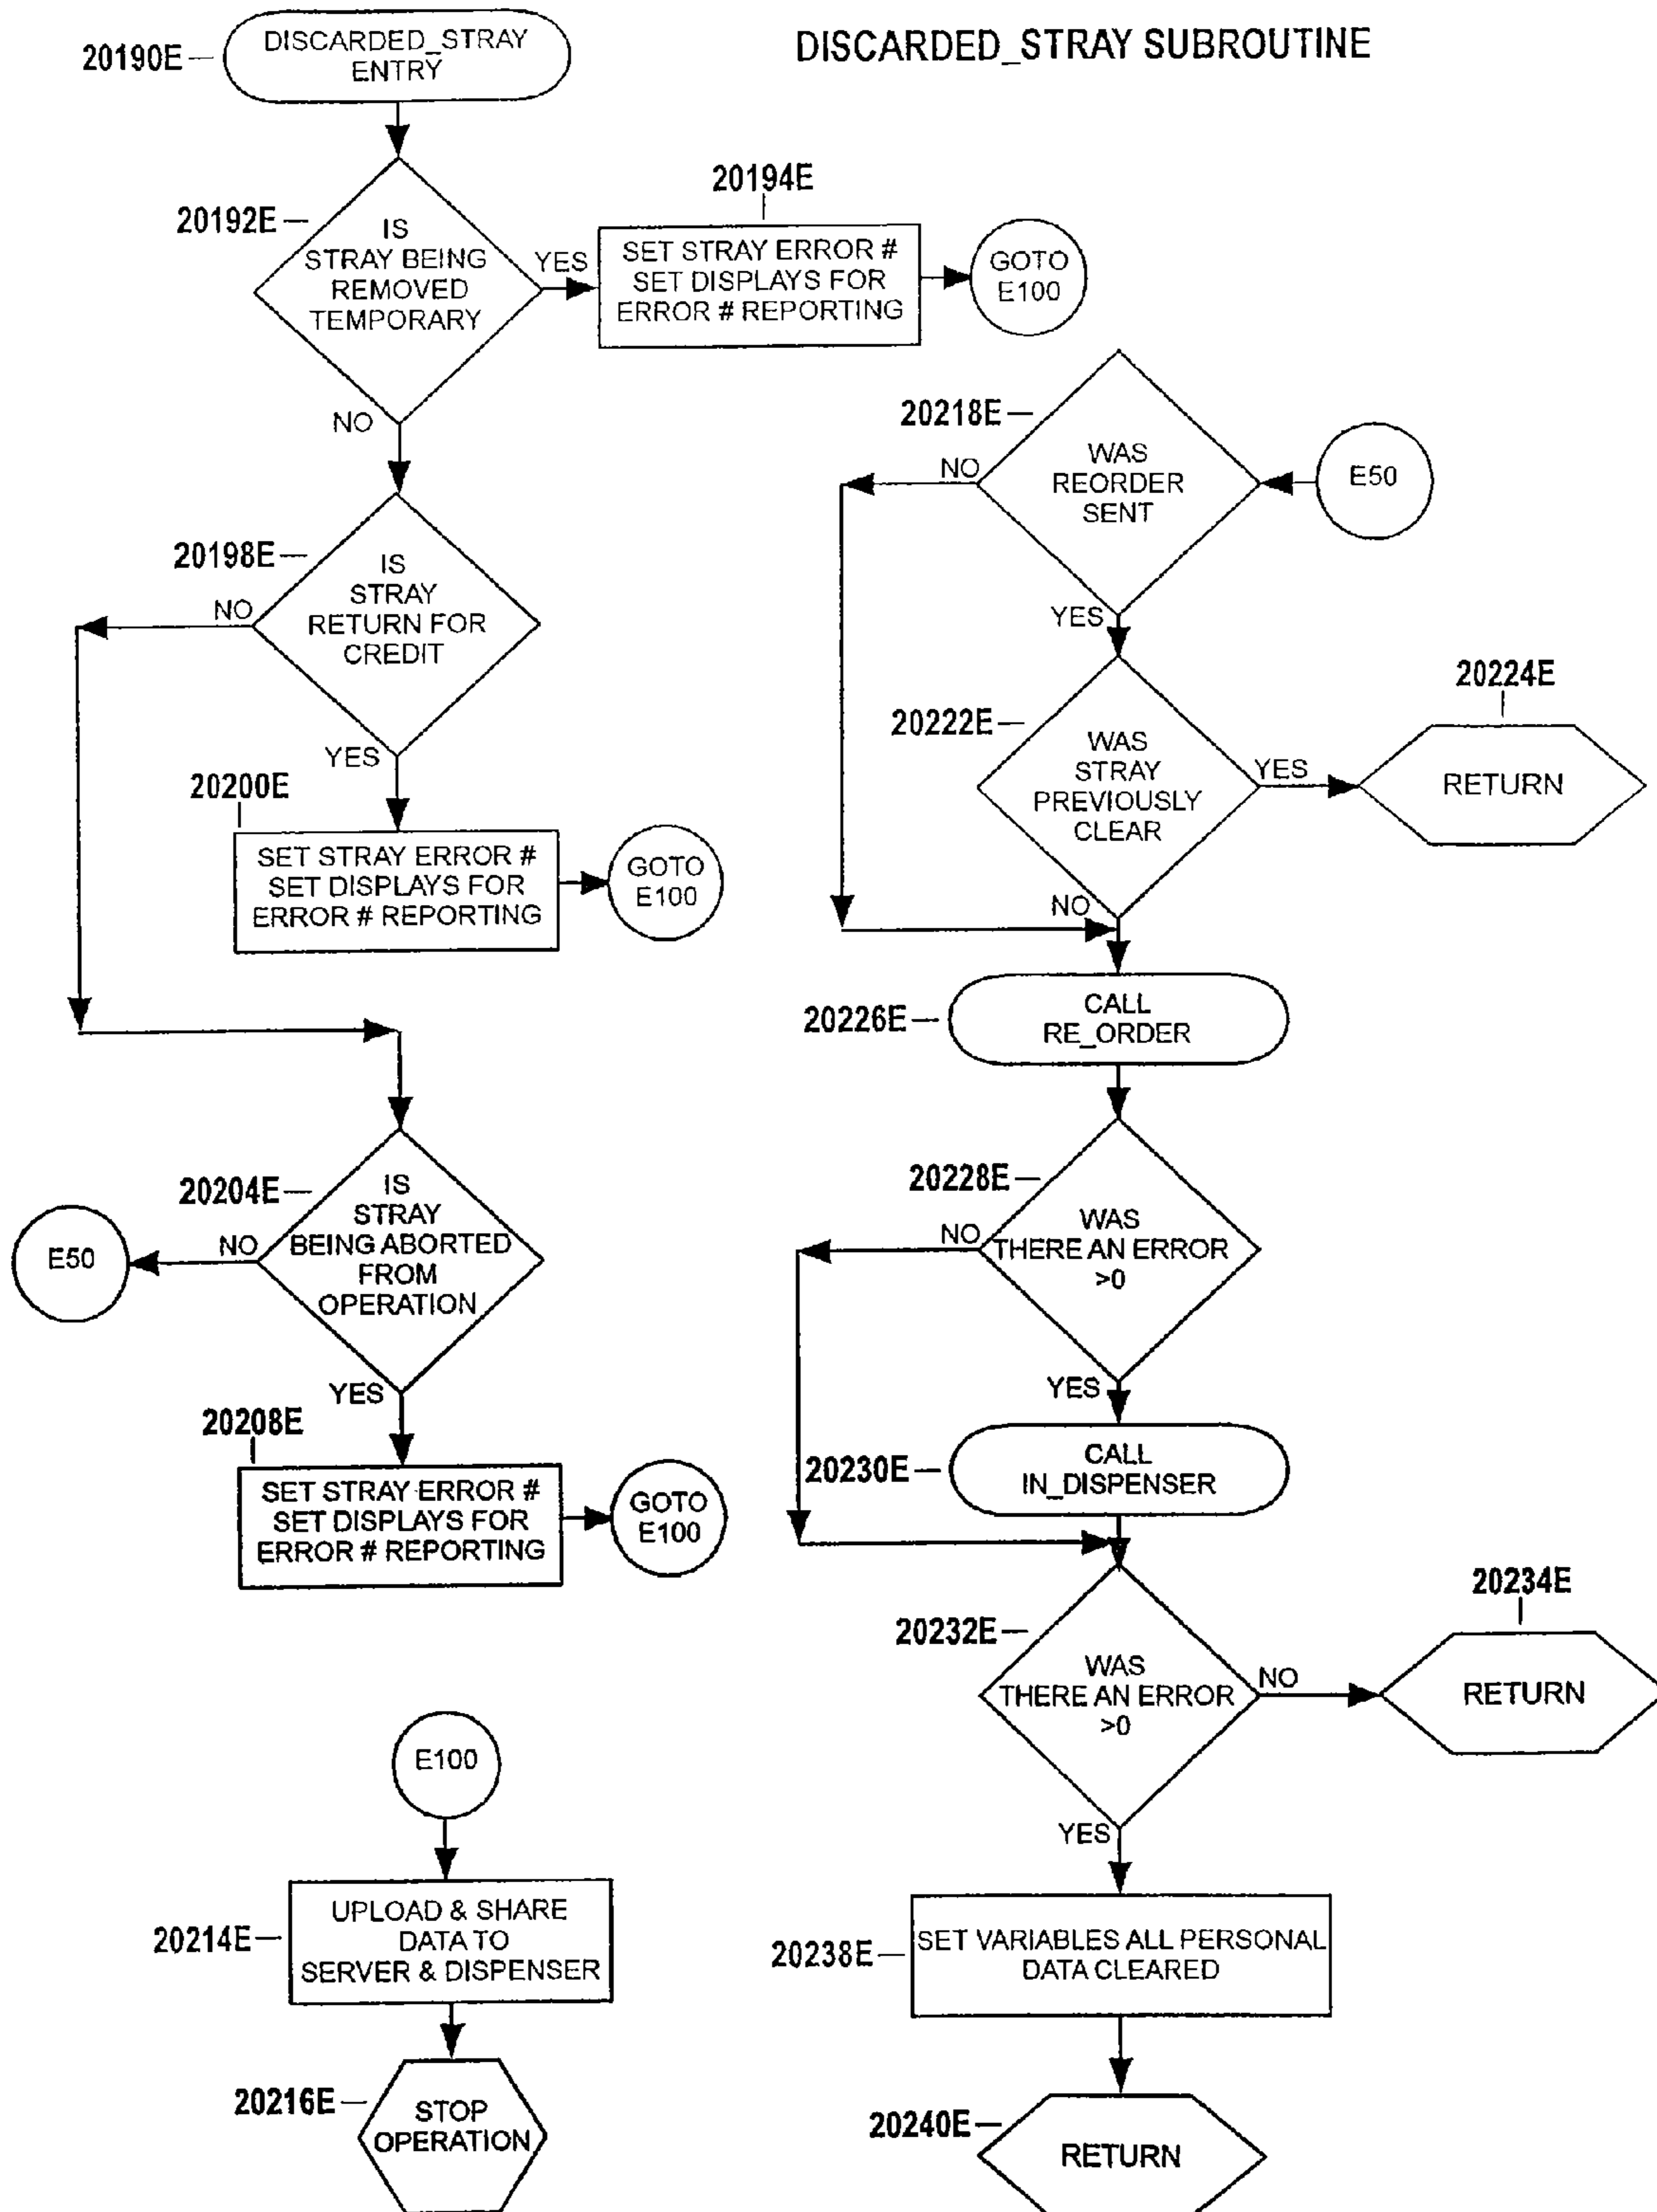 DISCARDED_STRAY SUBROUTINE
20190E
DISCARDED_STRAY
ENTRY
20192E
IS
STRAY BEING
REMOVED
TEMPORARY
YES
NO
20194E
SET STRAY ERROR #
SET DISPLAYS FOR
ERROR # REPORTING
GOTO
E100
20198E
IS
STRAY
RETURN FOR
CREDIT
NO
YES
20200E
SET STRAY ERROR #
SET DISPLAYS FOR
ERROR # REPORTING
GOTO
E100
20204E
IS
STRAY
BEING ABORTED
FROM
OPERATION
NO
E50
YES
20208E
SET STRAY ERROR #
SET DISPLAYS FOR
ERROR # REPORTING
GOTO
E100
E100
20214E
UPLOAD & SHARE
DATA TO
SERVER & DISPENSER
20216E
STOP
OPERATION
20218E
WAS
REORDER
SENT
E50
NO
YES
20222E
WAS
STRAY
PREVIOUSLY
CLEAR
YES
20224E
RETURN
NO
20226E
CALL
RE_ORDER
20228E
WAS
THERE AN ERROR
>0
NO
YES
20230E
CALL
IN_DISPENSER
20232E
WAS
THERE AN ERROR
>0
NO
20234E
RETURN
YES
20238E
SET VARIABLES ALL PERSONAL
DATA CLEARED
20240E
RETURN